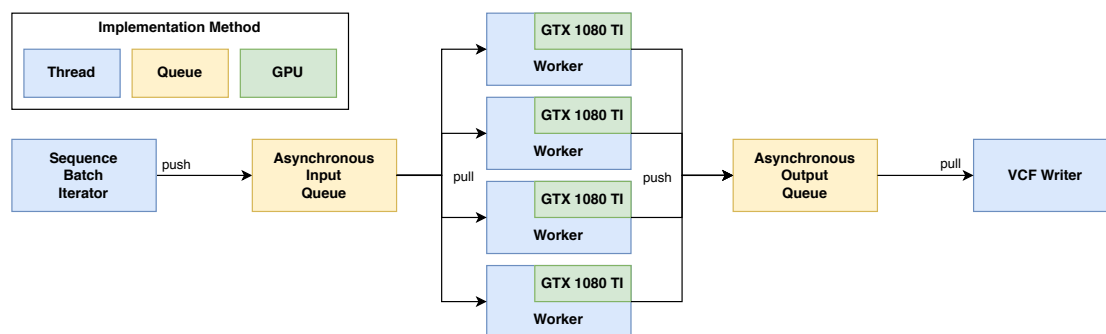 Implementation Method
Thread
Queue
GPU
Sequence
Batch
Iterator
push
Asynchronous
Input
Queue
pull
GTX 1080 TI
Worker
GTX 1080 TI
Worker
GTX 1080 TI
Worker
GTX 1080 TI
Worker
push
Asynchronous
Output
Queue
pull
VCF Writer